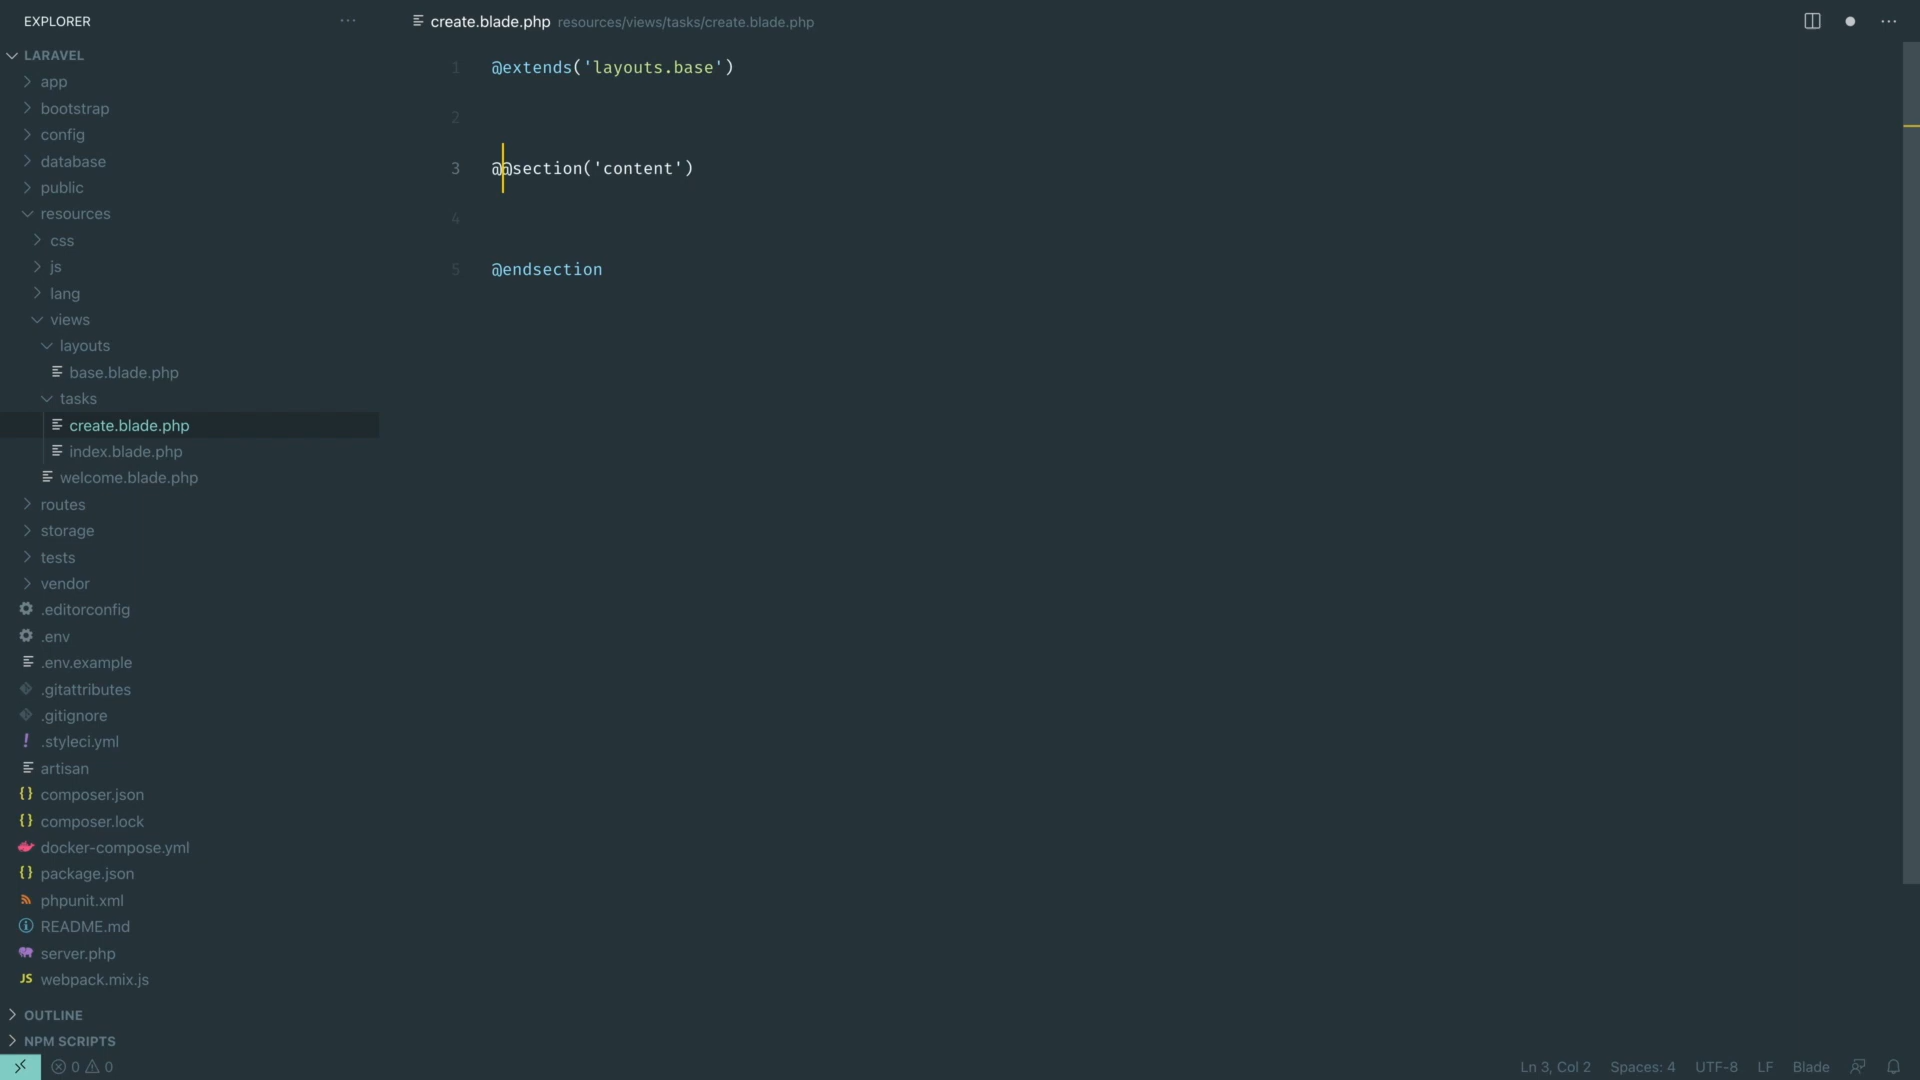 EXPLORER
create.blade.php resources/views/tasks/create.blade.php
LARAVEL
app
bootstrap
config
database
public
resources
css
js
lang
views
layouts
base.blade.php
tasks
create.blade.php
index.blade.php
welcome.blade.php
routes
storage
tests
vendor
.editorconfig
.env
.env.example
.gitattributes
.gitignore
.styleci.yml
artisan
composer.json
composer.lock
docker-compose.yml
package.json
phpunit.xml
README.md
server.php
JS webpack.mix.js
OUTLINE
NPM SCRIPTS
1 @extends('layouts.base')
2
3 @@section('content')
4
5 @endsection
0 0
Ln 3, Col 2 Spaces: 4 UTF-8 LF Blade